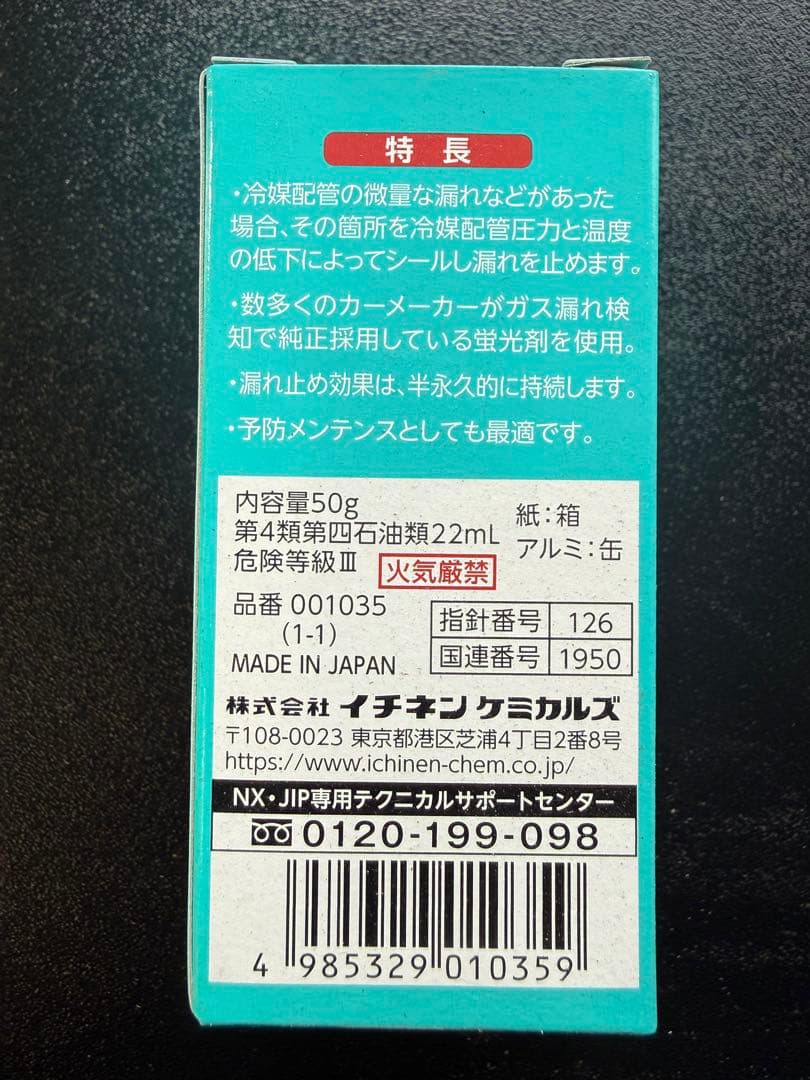 特長
・冷媒配管の微量な漏れなどがあった
場合、その箇所を冷媒配管圧力と温度
の低下によってシールし漏れを止めます。
・数多くのカーメーカーがガス漏れ検
知で純正採用している蛍光剤を使用。
・漏れ止め効果は、半永久的に持続します。
・予防メンテンスとしても最適です。
内容量50g
第4類第四石油類22mL
危険等級Ⅲ
火気厳禁
紙:箱
アルミ:缶
品番 001035
(1-1)
MADE IN JAPAN
指針番号 126
国連番号 1950
株式会社 イチネン ケミカルズ
〒108-0023 東京都港区芝浦4丁目2番8号
https://www.ichinen-chem.co.jp/
NX・JIP専用テクニカルサポートセンター
0120-199-098
4 985329 010359